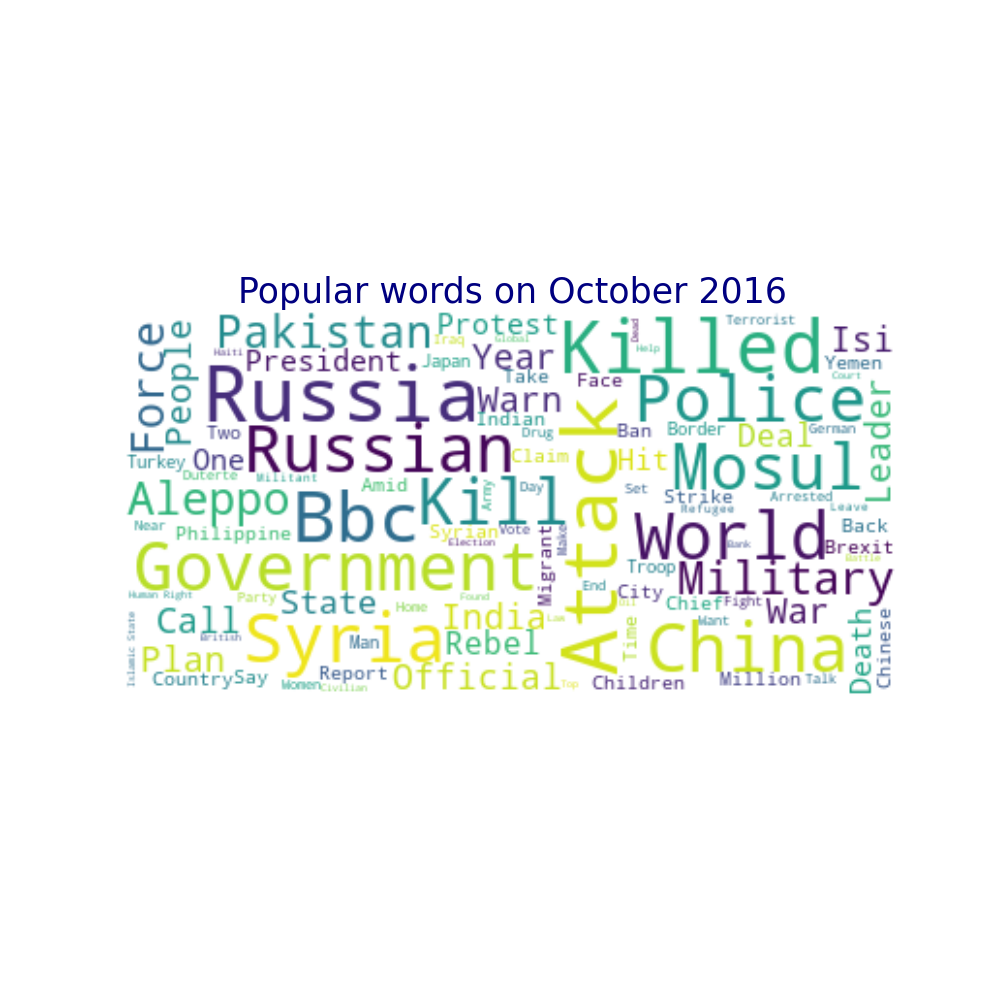 Popular words on October 2016
Force
People
Pakistan
Protest
Killed
Terrorist
Isi
Haiti
President
Iraq
Global
Japan
Year
Dead
Help
Yemen
Court
Russia
Take
Warn
Face
Police
Leader
Two
Russian
Indian
Drug
Attack
Ban
Border
Deal
German
Turkey
One
Claim
Hit
Mosul
Duterte
Militant
Aleppo
Amid
Kill
Army
Day
Set
Strike
Refugee
Arrested
Leave
Near
Philippine
Bbc
Syrian
Vote
Election
Make
World
Bank
Back
Brexit
Battle
Government
Migrant
Troop
Military
Human Right
Party
State
Home
Found
End
City
Oil
Chief
Fight
War
Islamic State
Call
British
Syria
Man
India
Law
Rebel
Time
Want
China
Death
Chinese
Plan
Country
Say
Women
Civilian
Report
Official
Top
Children
Million
Talk